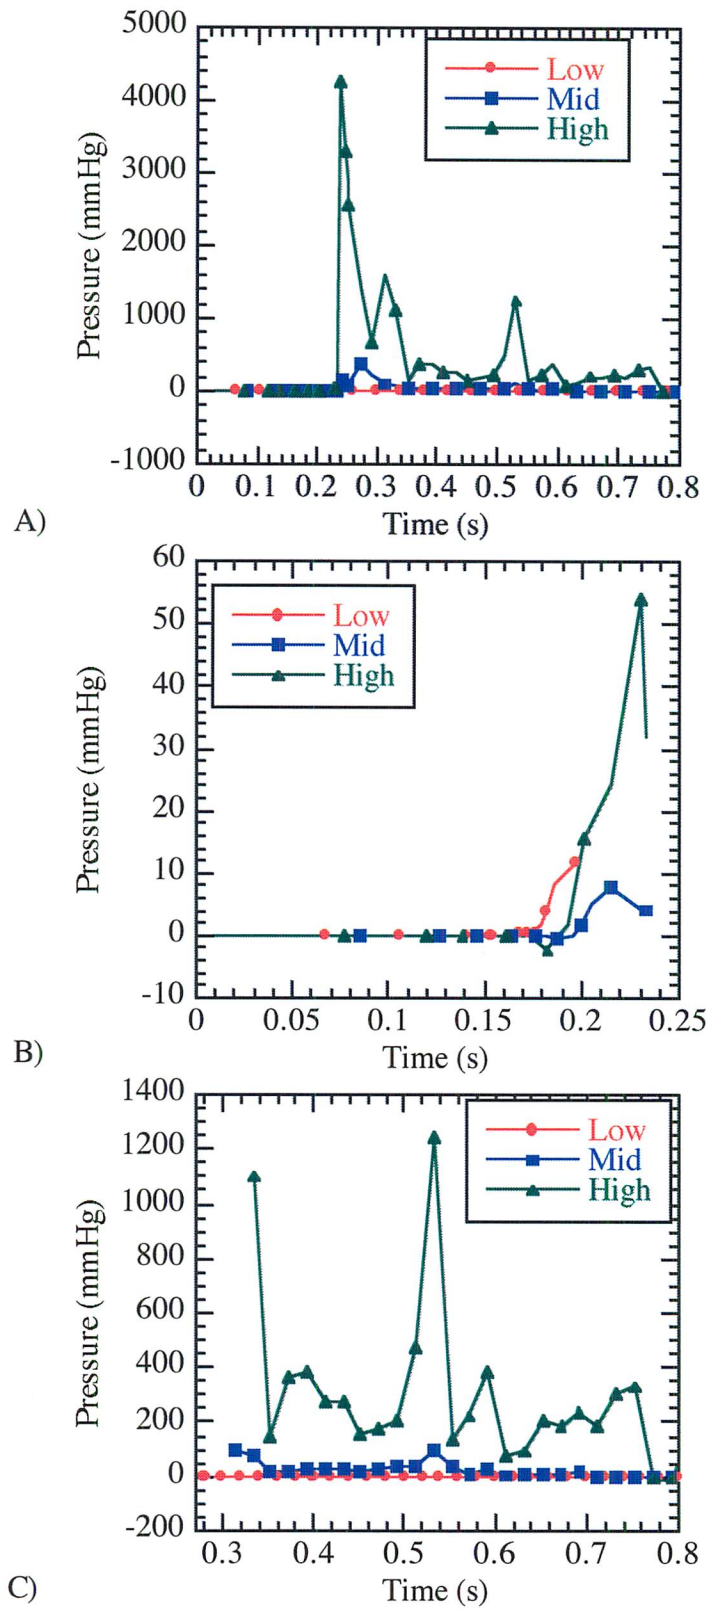 5000
4000
3000
2000
1000
0
-1000
Pressure (mmHg)
Low
Mid
High
0 0.1 0.2 0.3 0.4 0.5 0.6 0.7 0.8
Time (s)
A)
60
50
40
30
20
10
0
-10
Pressure (mmHg)
Low
Mid
High
0 0.05 0.1 0.15 0.2 0.25
Time (s)
B)
1400
1200
1000
800
600
400
200
0
-200
Pressure (mmHg)
Low
Mid
High
0.3 0.4 0.5 0.6 0.7 0.8
Time (s)
C)